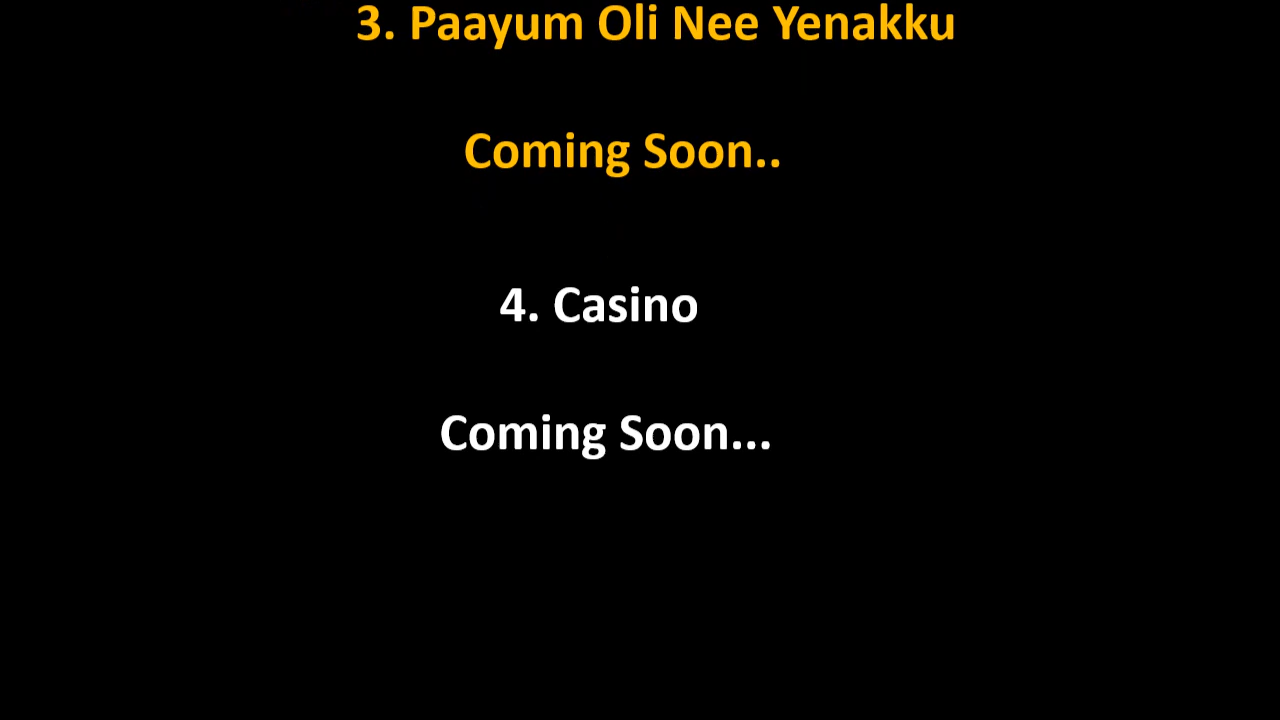 3. Paayum Oli Nee Yenakku
Coming Soon..
4. Casino
Coming Soon...